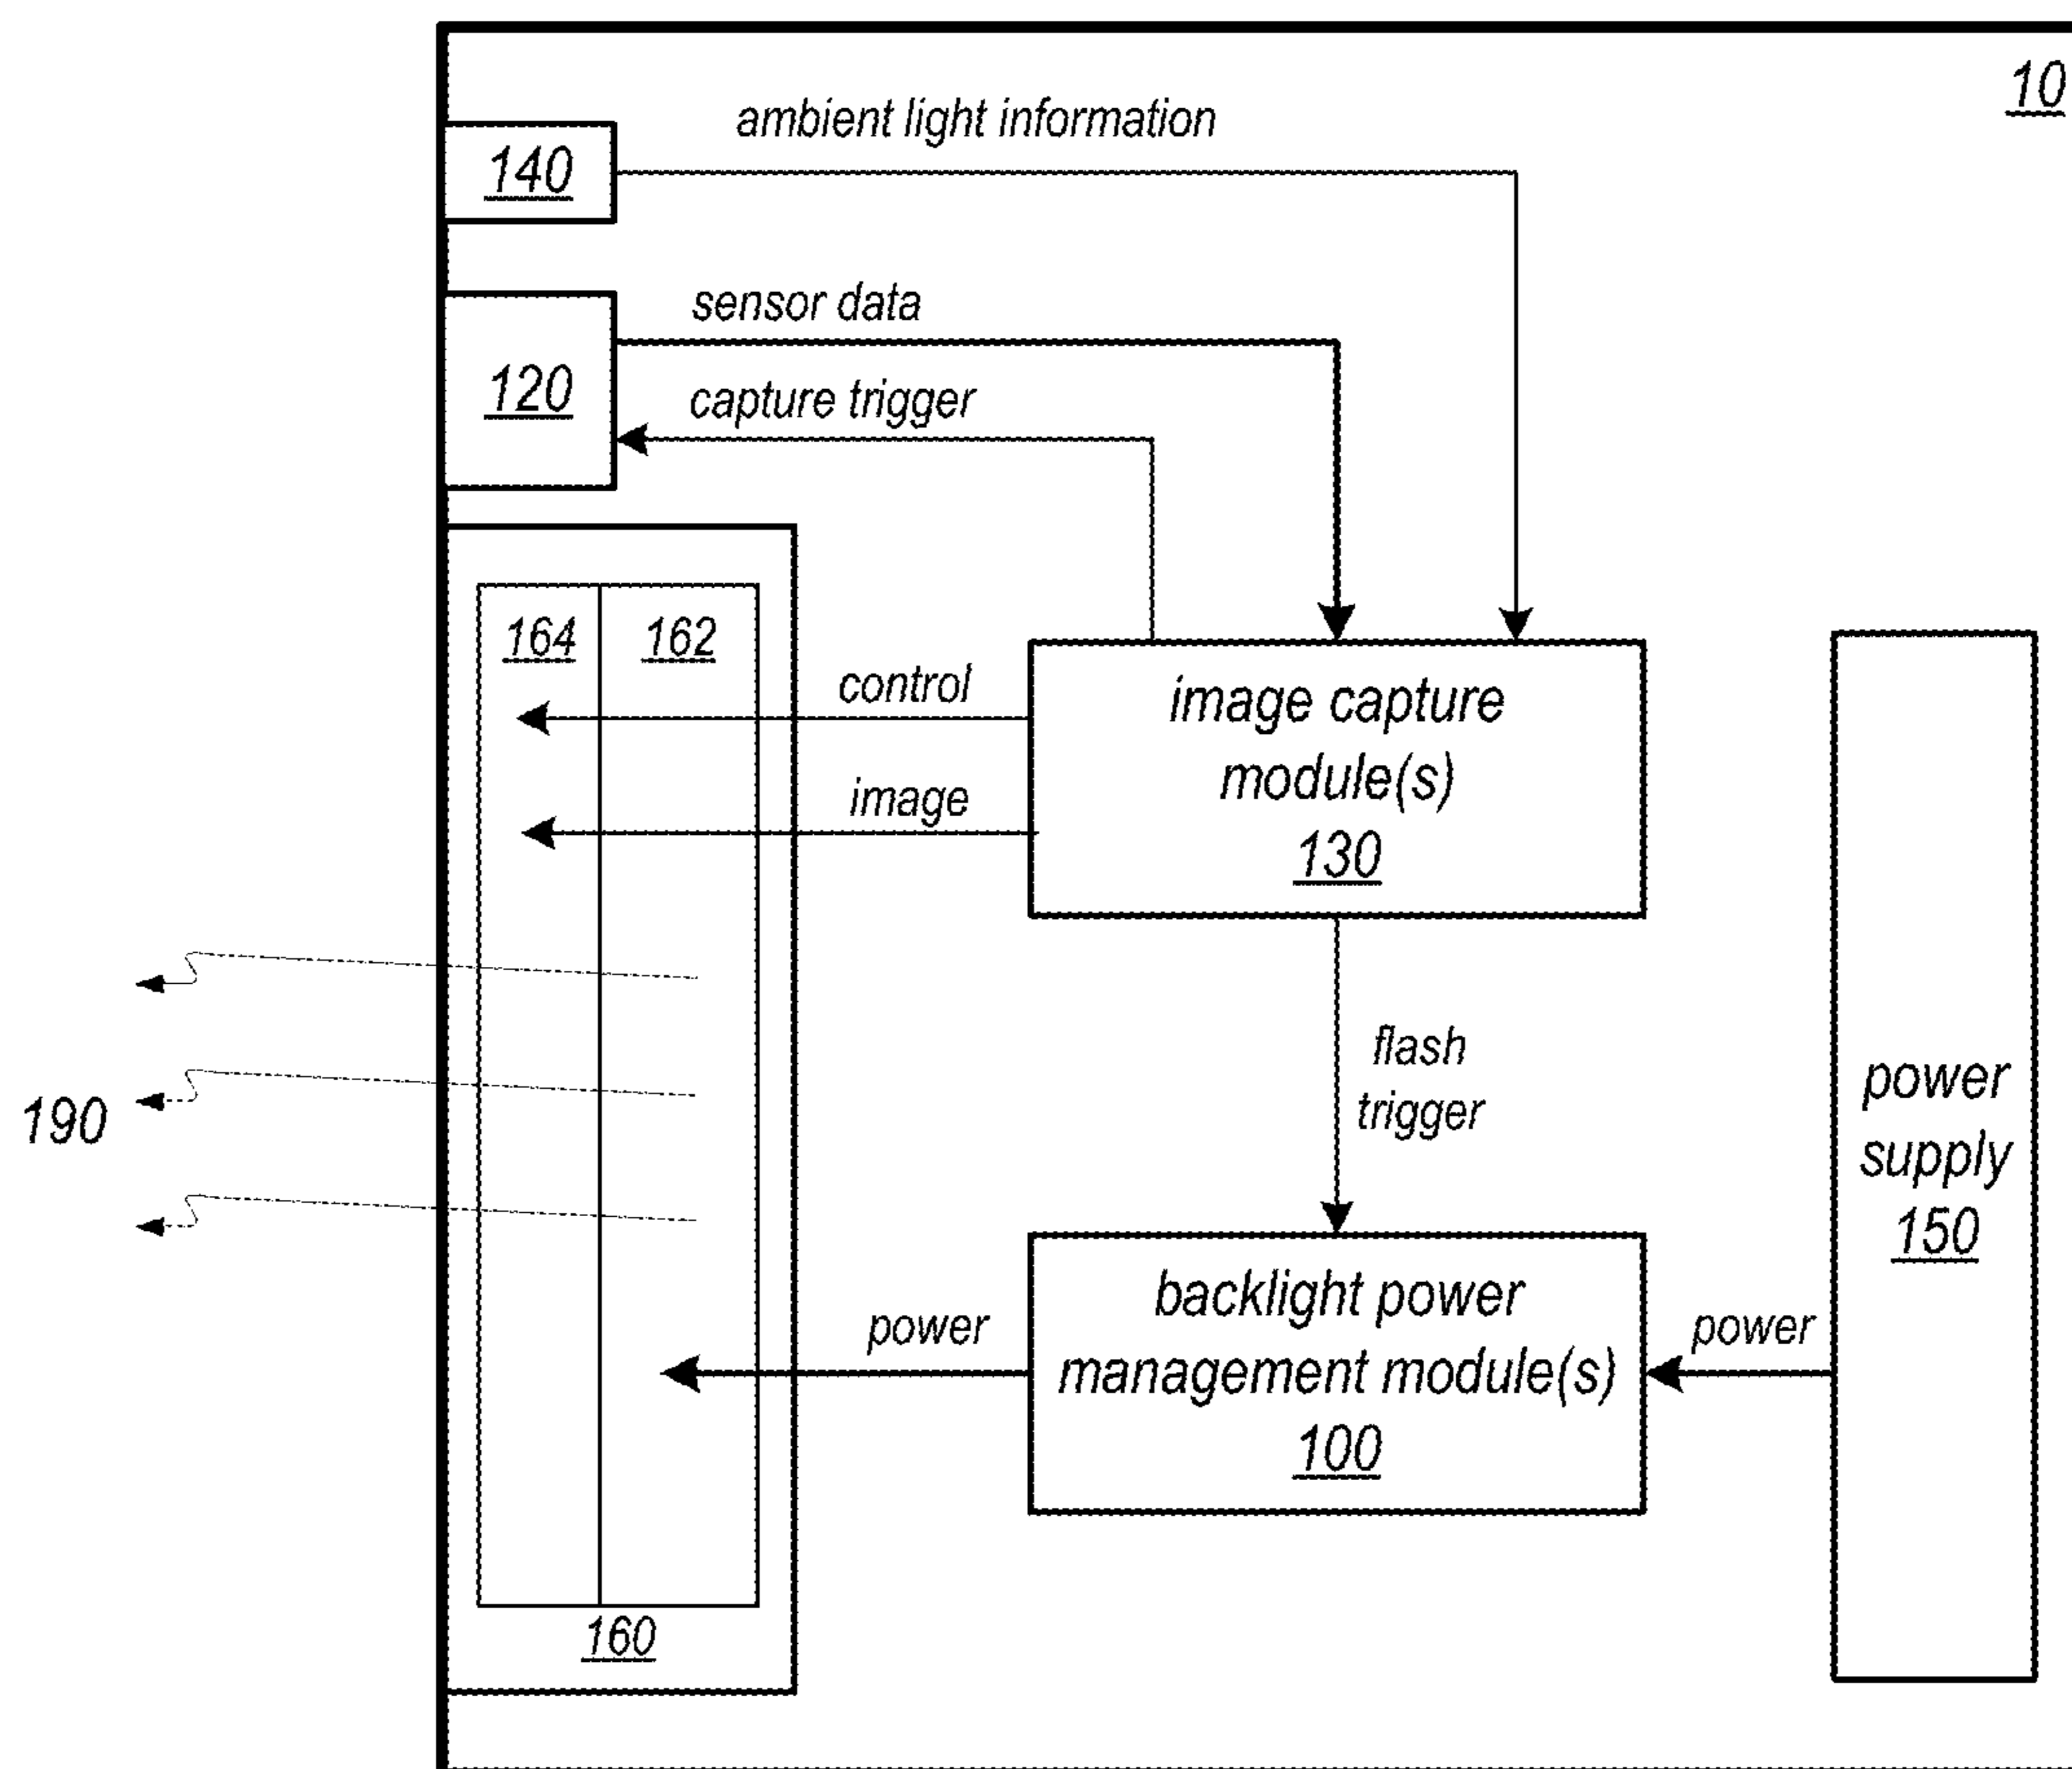 10
ambient light information
140
sensor data
120
capture trigger
164
162
control
image capture
module(s)
130
image
flash
trigger
190
power
supply
150
backlight power
management module(s)
100
power
power
160